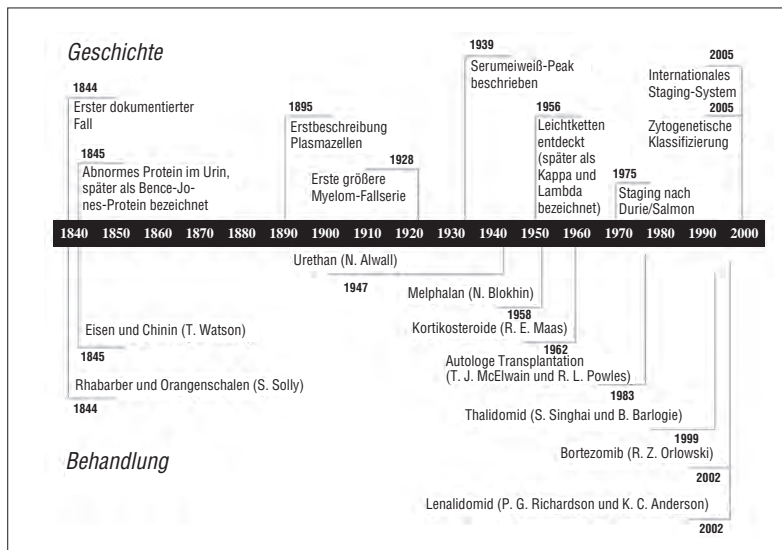 Geschichte
1844
Erster dokumentierter
Fall
1845
Abnormes Protein im Urin,
später als Bence-Jo-
nes-Protein bezeichnet
1895
Erstbeschreibung
Plasmazellen
1928
Erste größere
Myelom-Fallserie
1939
Serumeiweiß-Peak
beschrieben
1956
Leichtketten
entdeckt
(später als
Kappa und
Lambda
bezeichnet)
1975
Staging nach
Durie/Salmon
2005
Internationales
Staging-System
2005
Zytogenetische
Klassifizierung
1840 1850 1860 1870 1880 1890 1900 1910 1920 1930 1940 1950 1960 1970 1980 1990 2000
Urethan (N. Alwall)
1947
Melphalan (N. Blokhin)
1958
Kortikosteroide (R. E. Maas)
1962
Eisen und Chinin (T. Watson)
1845
Autologe Transplantation
(T. J. McElwain und R. L. Powles)
1983
Rhabarber und Orangenschalen (S. Solly)
1844
Thalidomid (S. Singhai und B. Barlogie)
1999
Bortezomib (R. Z. Orlowski)
2002
Behandlung
Lenalidomid (P. G. Richardson und K. C. Anderson)
2002